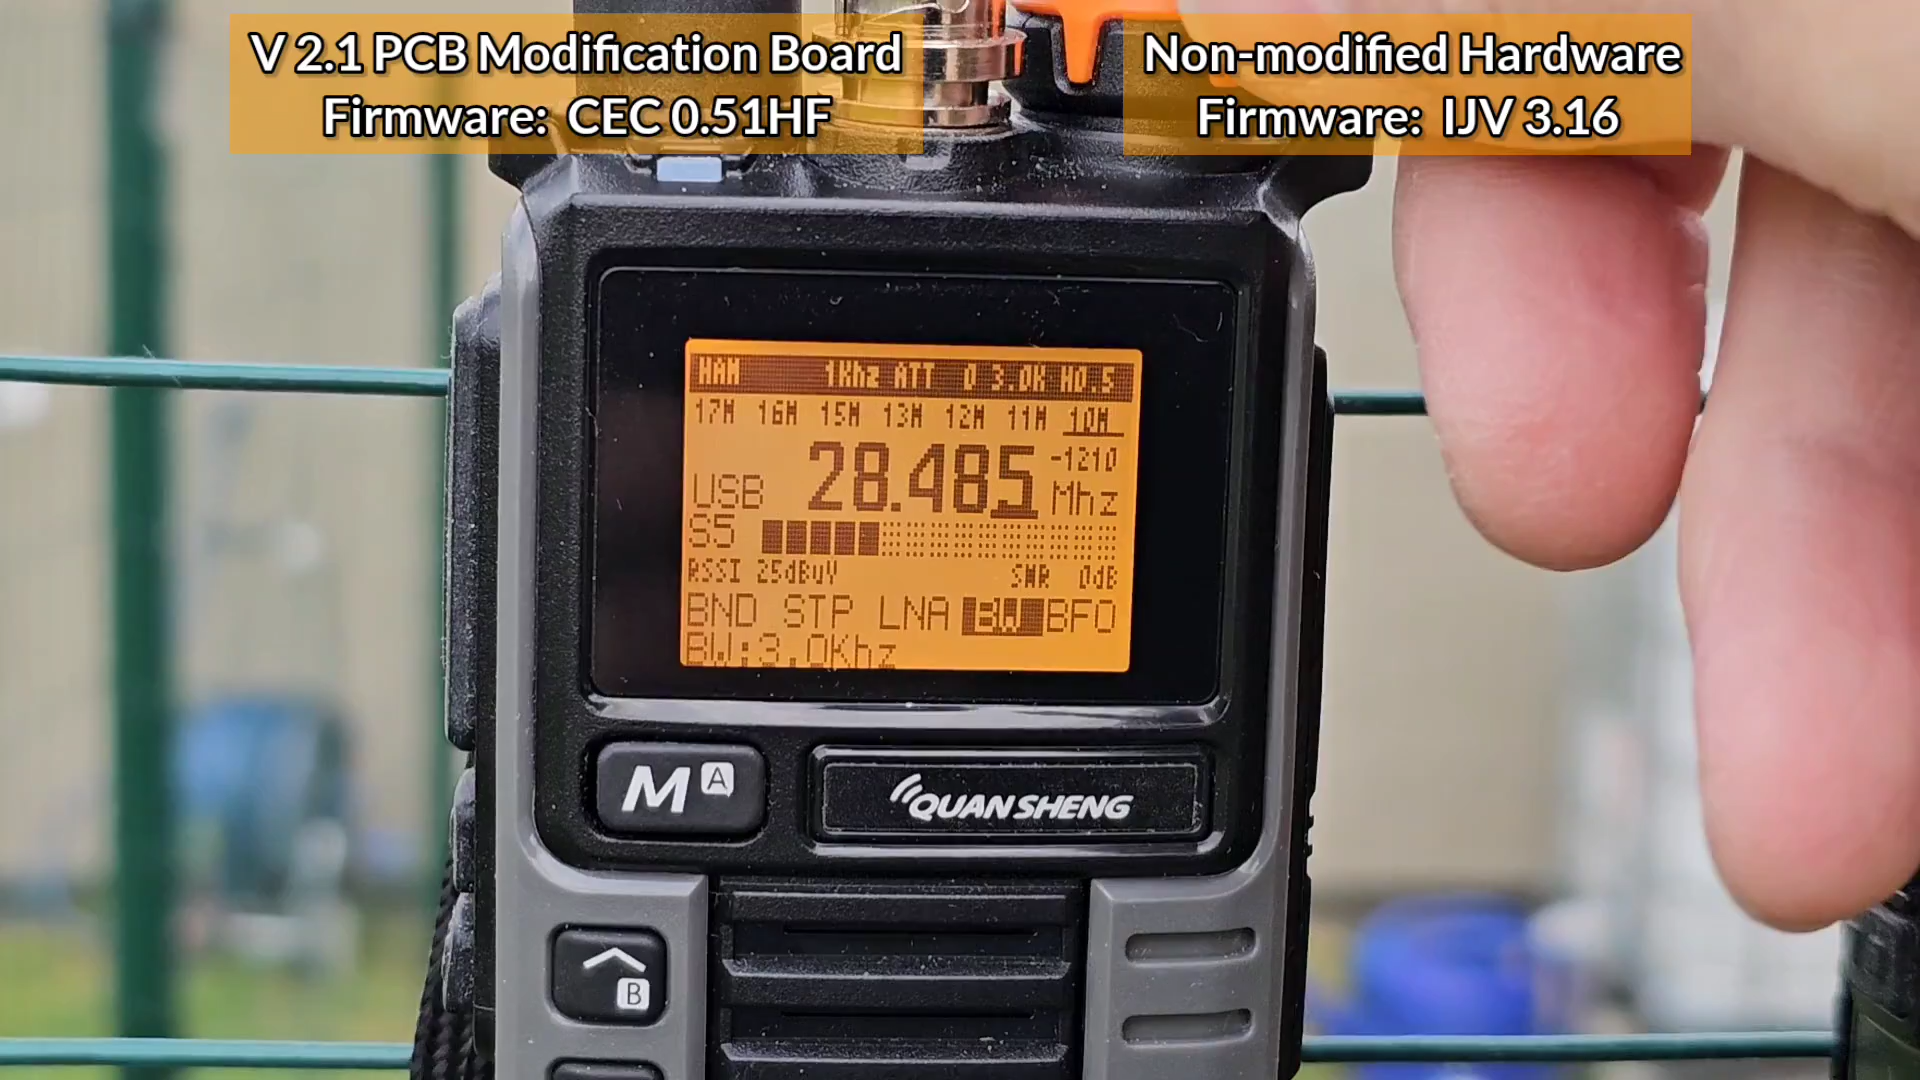 V 2.1 PCB Modification Board
Firmware: CEC 0.51HF
Non-modified Hardware
Firmware: IJV 3.16
HAM 1Khz ATT 0 3.0K H0.5
17M 16M 15M 13M 12M 11M 10M
USB 28.485 -1210 Mhz
S5
RSSI 25dBuV SNR 0dB
BND STP LNA BW BFO
BW:3.0Khz
M A
QUANSHENG
B